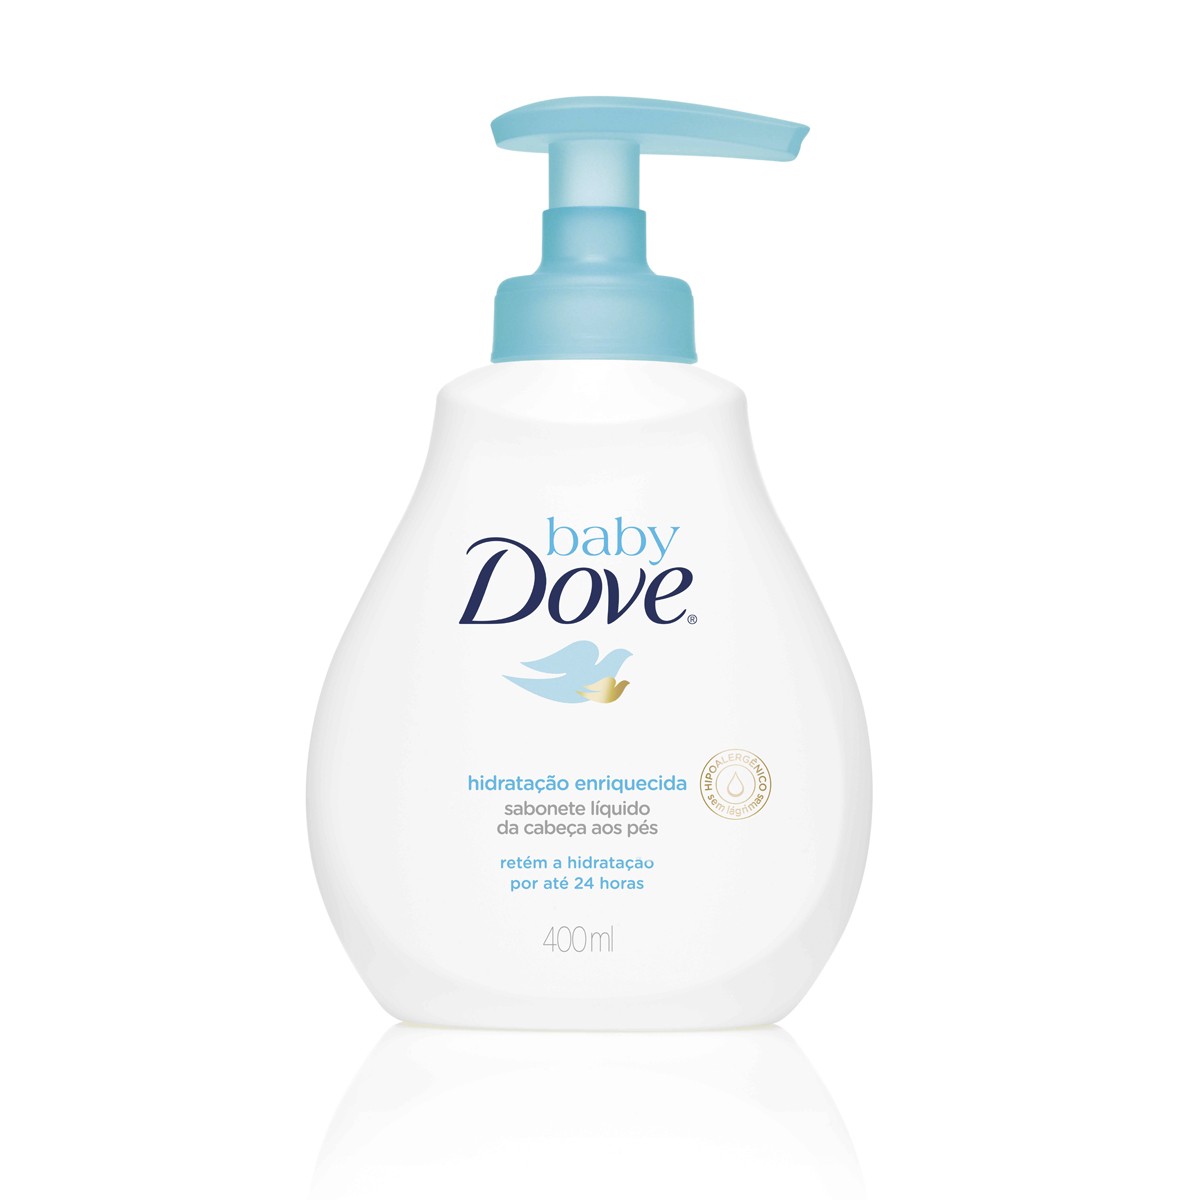 baby
Dove®
hidratação enriquecida
sabonete líquido
da cabeça aos pés
retém a hidratação
por até 24 horas
400ml
HIPOALERGÊNICO
sem lágrimas